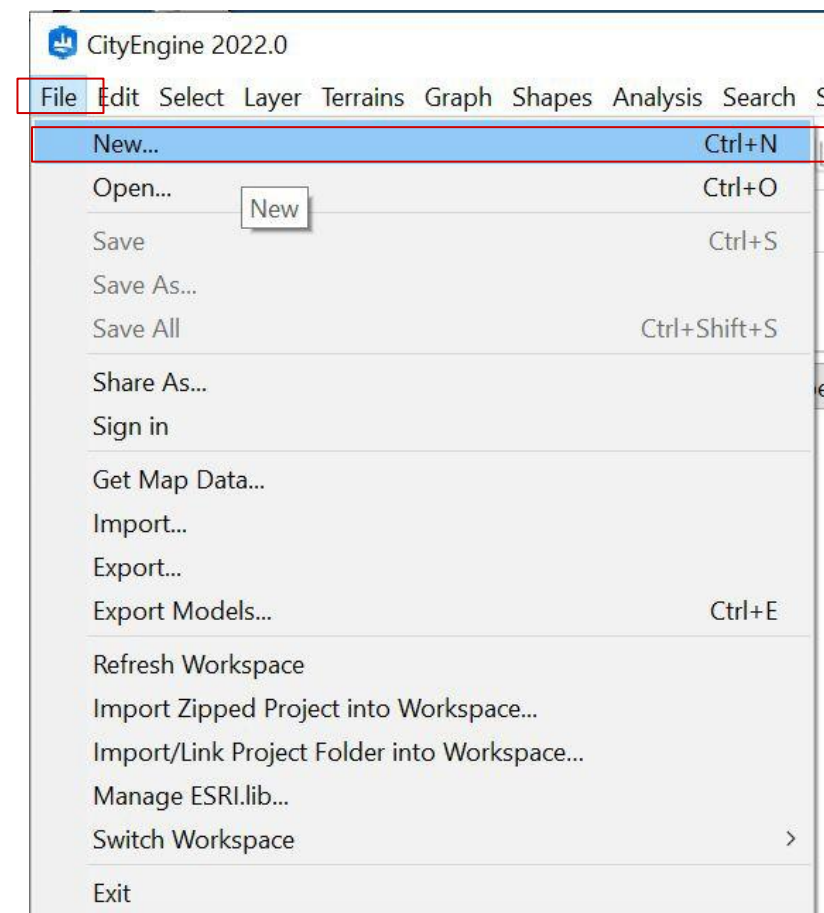 CityEngine 2022.0
File Edit Select Layer Terrains Graph Shapes Analysis Search
New... Ctrl+N
Open... Ctrl+O
New
Save Ctrl+S
Save As...
Save All Ctrl+Shift+S
Share As...
Sign in
Get Map Data...
Import...
Export...
Export Models... Ctrl+E
Refresh Workspace
Import Zipped Project into Workspace...
Import/Link Project Folder into Workspace...
Manage ESRI.lib...
Switch Workspace >
Exit